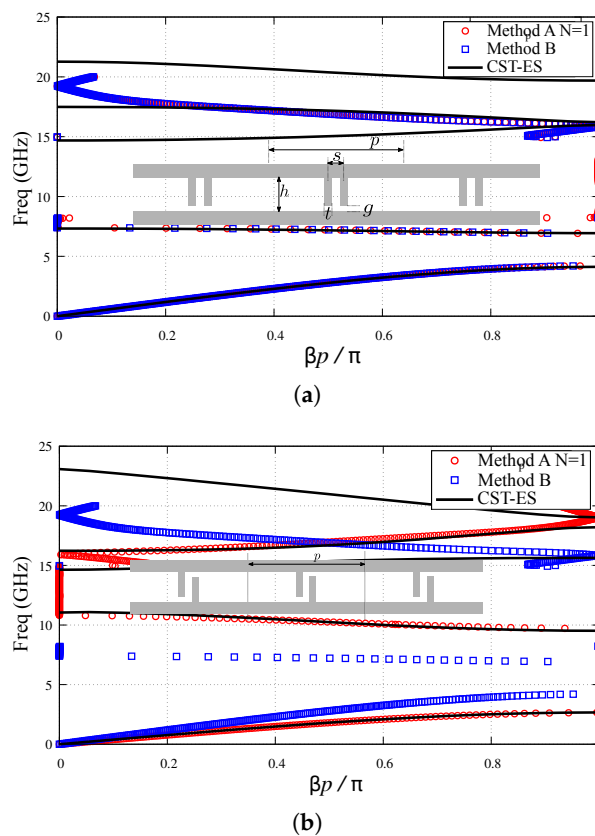 25
20
15
10
5
0
Freq (GHz)
0
0.2
0.4
0.6
0.8
1
βp / π
Method A N=1
p
Method B
CST-ES
p
s
h
t
g
(a)
25
20
15
10
5
0
Freq (GHz)
0
0.2
0.4
0.6
0.8
βp / π
Method A N=1
p
Method B
CST-ES
p
(b)